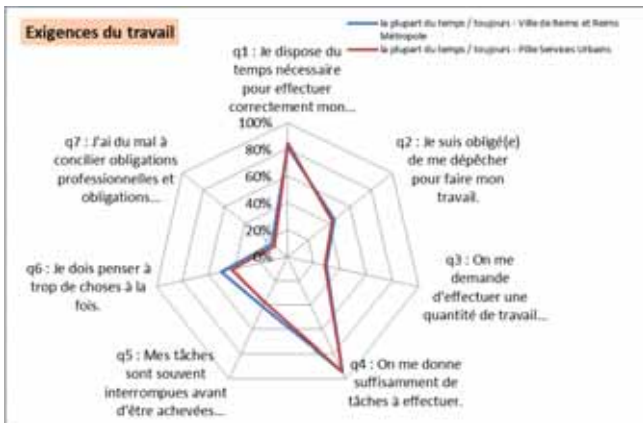 Exigences du travail
la plupart du temps / toujours - Ville de Reims et Reims
Métropole
la plupart du temps / toujours - Pôle Services Urbains
q1 : Je dispose du
temps nécessaire
pour effectuer
correctement mon...
q2 : Je suis obligé(e)
de me dépêcher
pour faire mon
travail.
q3 : On me
demande
d'effectuer une
quantité de travail...
q4 : On me donne
suffisamment de
tâches à effectuer.
q5 : Mes tâches
sont souvent
interrompues avant
d'être achevées...
q6 : Je dois penser à
trop de choses à la
fois.
q7 : J'ai du mal à
concilier obligations
professionnelles et
obligations...
100%
80%
60%
40%
20%
0%